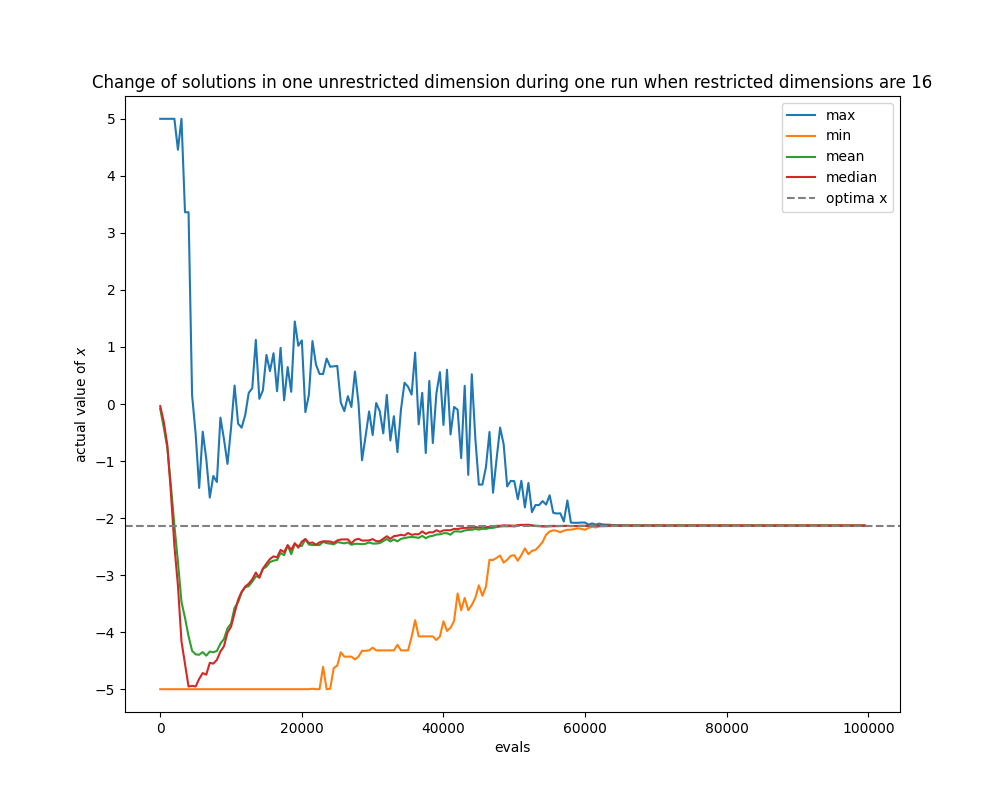 Change of solutions in one unrestricted dimension during one run when restricted dimensions are 16
max
min
mean
median
optima x
actual value of x
5
4
3
2
1
0
−1
−2
−3
−4
−5
0 20000 40000 60000 80000 100000
evals